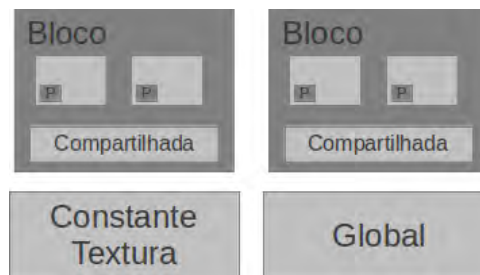 Bloco
P P
Compartilhada
Bloco
P P
Compartilhada
Constante
Textura
Global